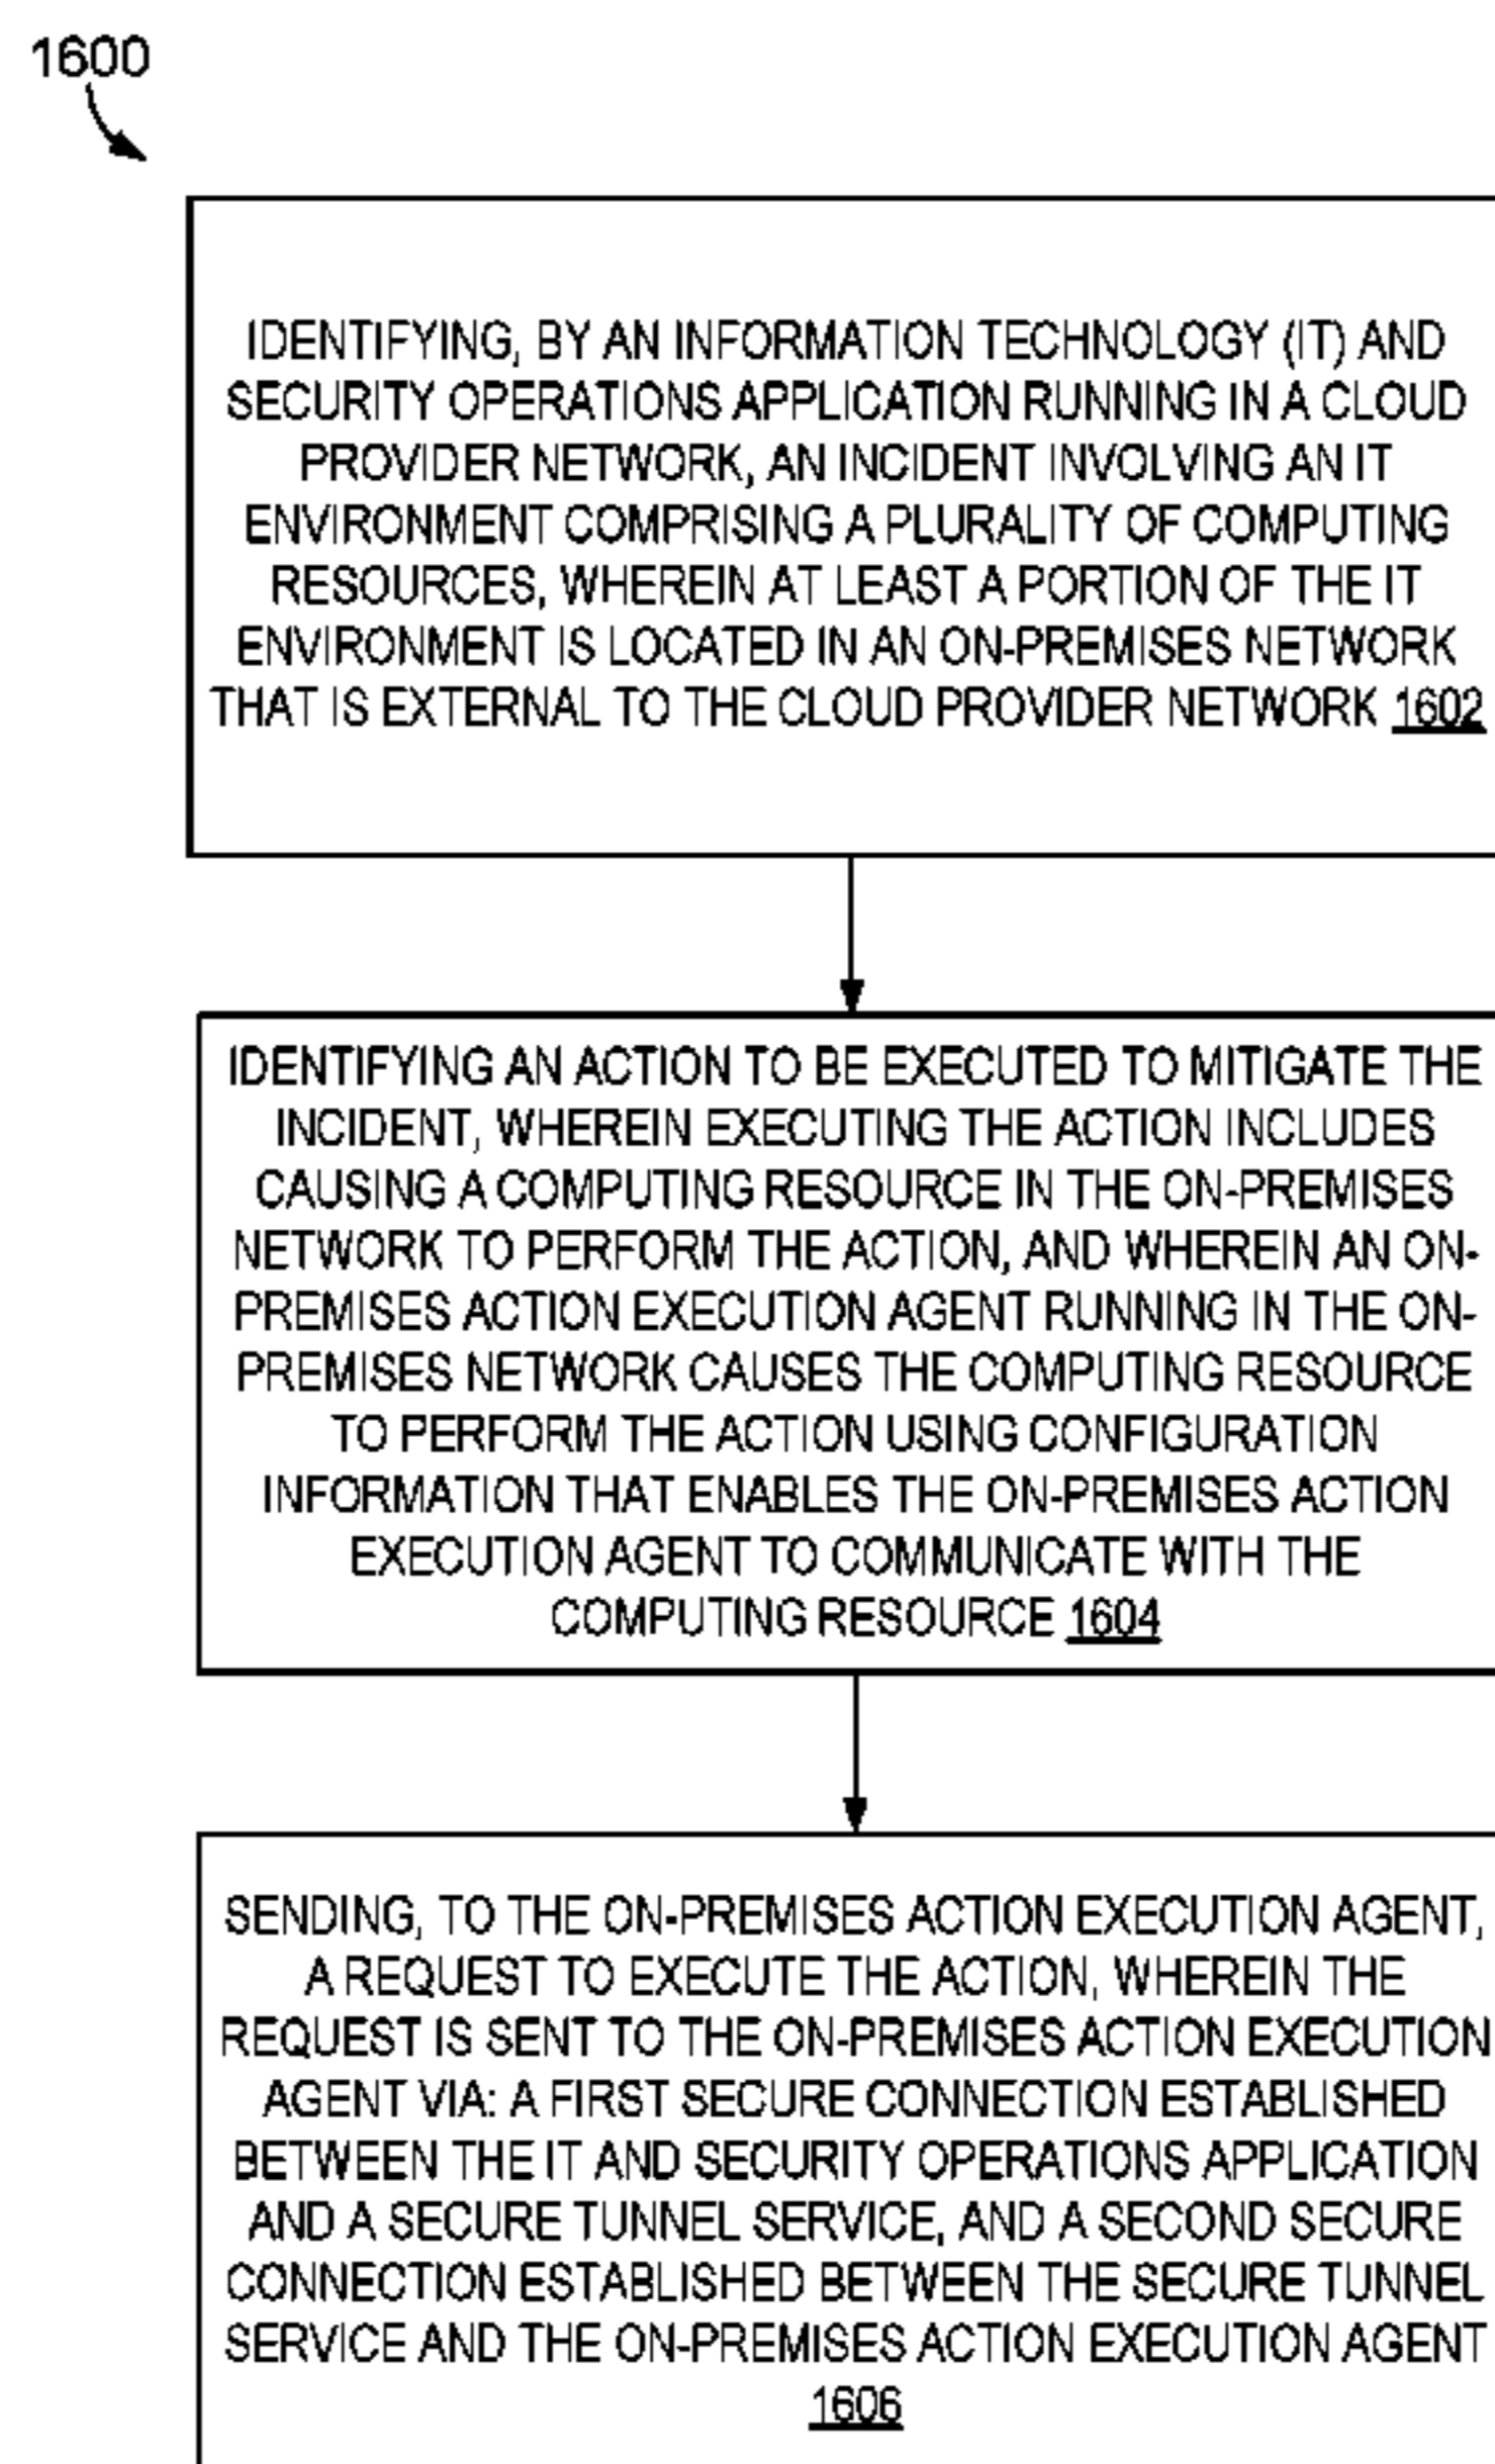 1600
IDENTIFYING, BY AN INFORMATION TECHNOLOGY (IT) AND
SECURITY OPERATIONS APPLICATION RUNNING IN A CLOUD
PROVIDER NETWORK, AN INCIDENT INVOLVING AN IT
ENVIRONMENT COMPRISING A PLURALITY OF COMPUTING
RESOURCES, WHEREIN AT LEAST A PORTION OF THE IT
ENVIRONMENT IS LOCATED IN AN ON-PREMISES NETWORK
THAT IS EXTERNAL TO THE CLOUD PROVIDER NETWORK 1602
IDENTIFYING AN ACTION TO BE EXECUTED TO MITIGATE THE
INCIDENT, WHEREIN EXECUTING THE ACTION INCLUDES
CAUSING A COMPUTING RESOURCE IN THE ON-PREMISES
NETWORK TO PERFORM THE ACTION, AND WHEREIN AN ON-
PREMISES ACTION EXECUTION AGENT RUNNING IN THE ON-
PREMISES NETWORK CAUSES THE COMPUTING RESOURCE
TO PERFORM THE ACTION USING CONFIGURATION
INFORMATION THAT ENABLES THE ON-PREMISES ACTION
EXECUTION AGENT TO COMMUNICATE WITH THE
COMPUTING RESOURCE 1604
SENDING, TO THE ON-PREMISES ACTION EXECUTION AGENT,
A REQUEST TO EXECUTE THE ACTION, WHEREIN THE
REQUEST IS SENT TO THE ON-PREMISES ACTION EXECUTION
AGENT VIA: A FIRST SECURE CONNECTION ESTABLISHED
BETWEEN THE IT AND SECURITY OPERATIONS APPLICATION
AND A SECURE TUNNEL SERVICE, AND A SECOND SECURE
CONNECTION ESTABLISHED BETWEEN THE SECURE TUNNEL
SERVICE AND THE ON-PREMISES ACTION EXECUTION AGENT
1606